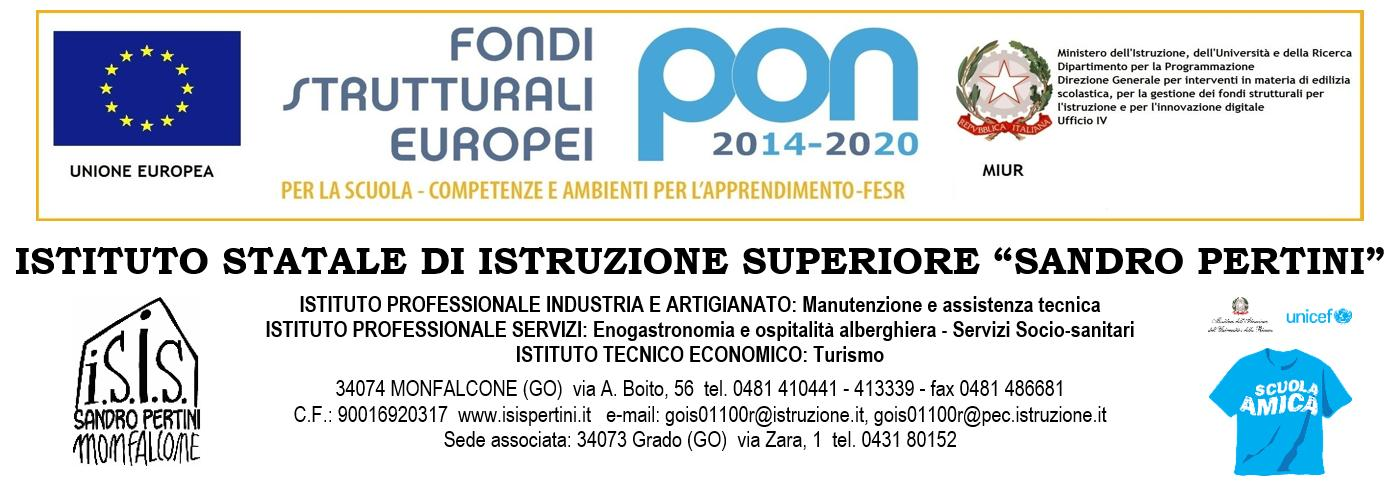 FONDI
STRUTTURALI
EUROPEI
pon
2014-2020
UNIONE EUROPEA
PER LA SCUOLA - COMPETENZE E AMBIENTI PER L'APPRENDIMENTO-FESR
REPVBBLICA ITALIANA
MIUR
Ministero dell'Istruzione, dell'Università e della Ricerca
Dipartimento per la Programmazione
Direzione Generale per interventi in materia di edilizia
scolastica, per la gestione dei fondi strutturali per
l'istruzione e per l'innovazione digitale
Ufficio IV
ISTITUTO STATALE DI ISTRUZIONE SUPERIORE “SANDRO PERTINI”
i.S.i.S.
SANDRO PERTINI
MONFALCONE
ISTITUTO PROFESSIONALE INDUSTRIA E ARTIGIANATO: Manutenzione e assistenza tecnica
ISTITUTO PROFESSIONALE SERVIZI: Enogastronomia e ospitalità alberghiera - Servizi Socio-sanitari
ISTITUTO TECNICO ECONOMICO: Turismo
34074 MONFALCONE (GO) via A. Boito, 56 tel. 0481 410441 - 413339 - fax 0481 486681
C.F.: 90016920317 www.isispertini.it e-mail: gois01100r@istruzione.it, gois01100r@pec.istruzione.it
Sede associata: 34073 Grado (GO) via Zara, 1 tel. 0431 80152
unicef
SCUOLA
AMICA